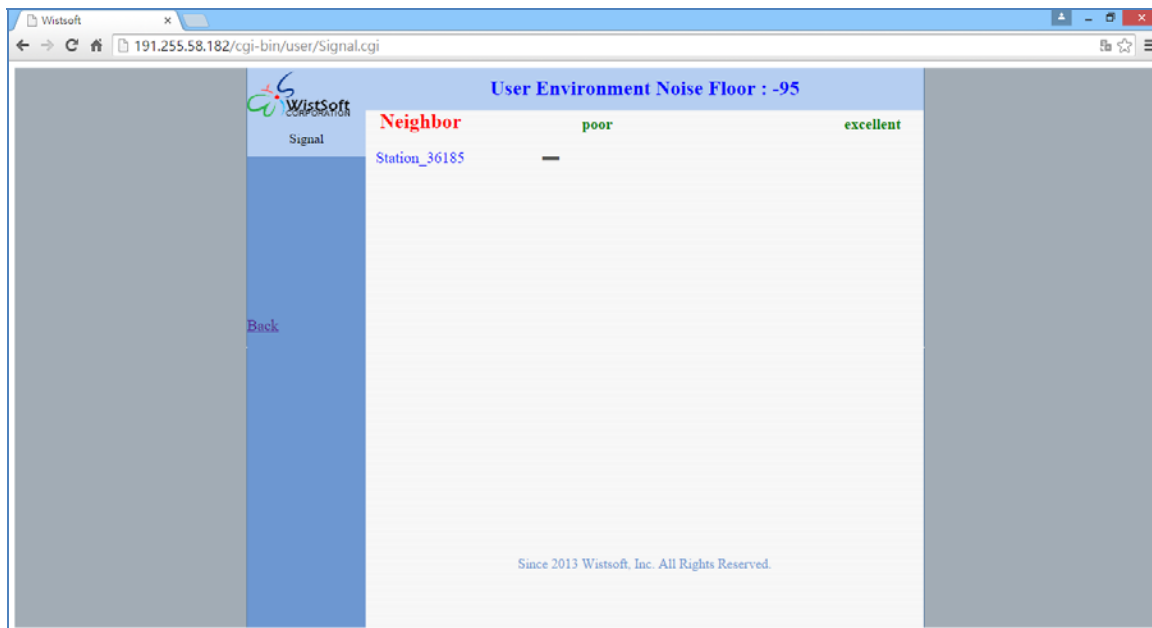 Wistsoft
191.255.58.182/cgi-bin/user/Signal.cgi
WistSoft
CORPORATION
Signal
User Environment Noise Floor : -95
Neighbor poor excellent
Station_36185
Back
Since 2013 Wistsoft, Inc. All Rights Reserved.